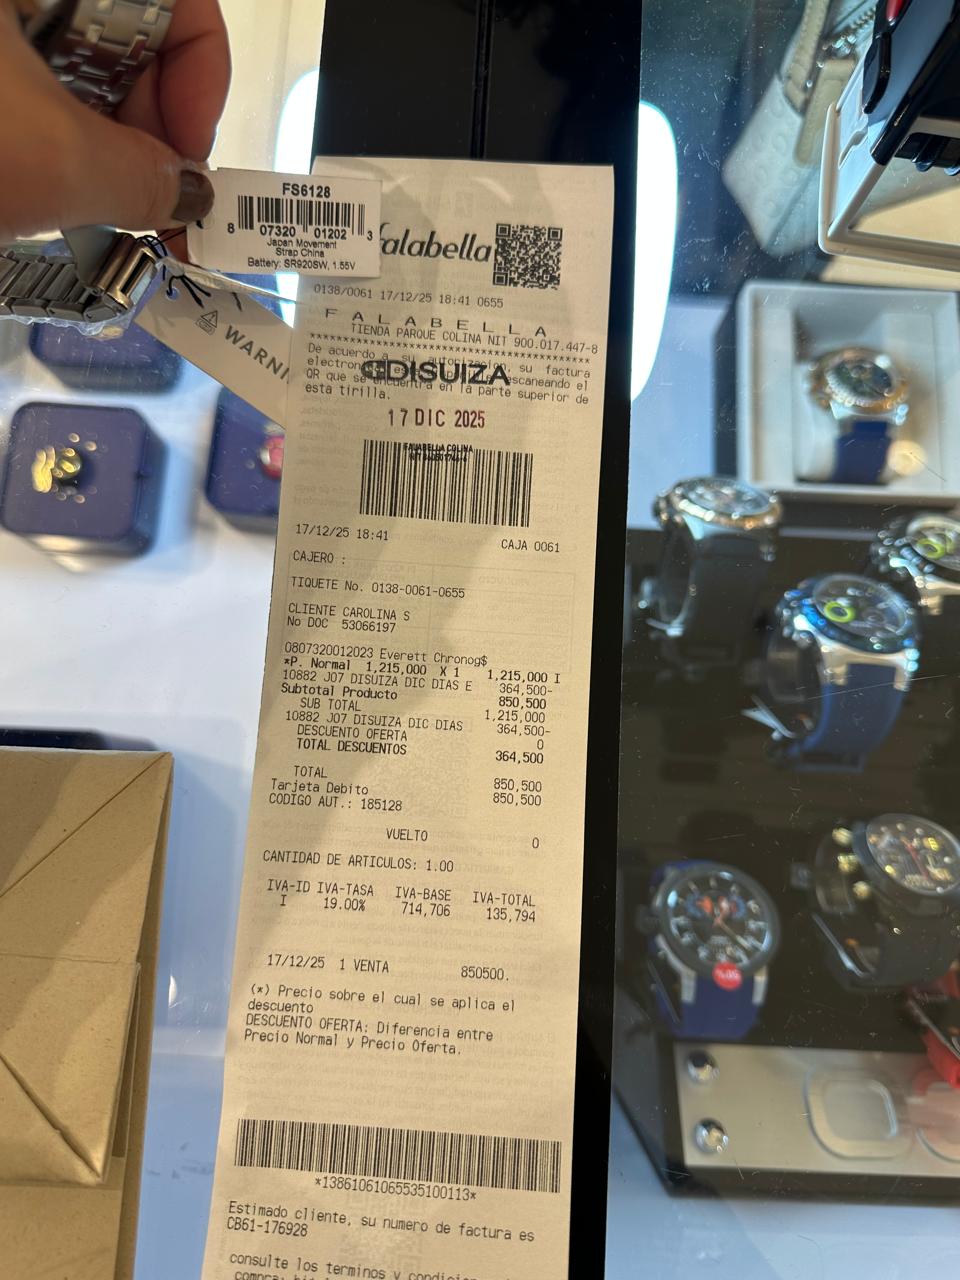 FS6128
8 07320 01202 3
Japan Movement
Strap China
Battery: SR920SW, 1.55V
WARNI
falabella
0138/0061 17/12/25 18:41 0655
F A L A B E L L A
TIENDA PARQUE COLINA NIT 900.017.447-8
De acuerdo a su autorizacion, su factura
escaneando el
QR que se encuentra en la parte superior de
esta tirilla.
DISUIZA
17 DIC 2025
FALABELLA COLINA
17/12/25 18:41
CAJA 0061
CAJERO :
TIQUETE No. 0138-0061-0655
CLIENTE CAROLINA S
No DOC 53066197
0807320012023 Everett Chronog$
*P. Normal 1,215,000 X 1 1,215,000 I
10882 J07 DISUIZA DIC DIAS E 364,500-
Subtotal Producto 850,500
SUB TOTAL 1,215,000
10882 J07 DISUIZA DIC DIAS 364,500-
DESCUENTO OFERTA 0
TOTAL DESCUENTOS 364,500
TOTAL 850,500
Tarjeta Debito 850,500
CODIGO AUT.: 185128
VUELTO 0
CANTIDAD DE ARTICULOS: 1.00
IVA-ID IVA-TASA IVA-BASE IVA-TOTAL
I 19.00% 714,706 135,794
17/12/25 1 VENTA 850500.
(*) Precio sobre el cual se aplica el
descuento
DESCUENTO OFERTA: Diferencia entre
Precio Normal y Precio Oferta.
*13861061065535100113*
Estimado cliente, su numero de factura es
CB61-176928
consulte los terminos y condicion
%50